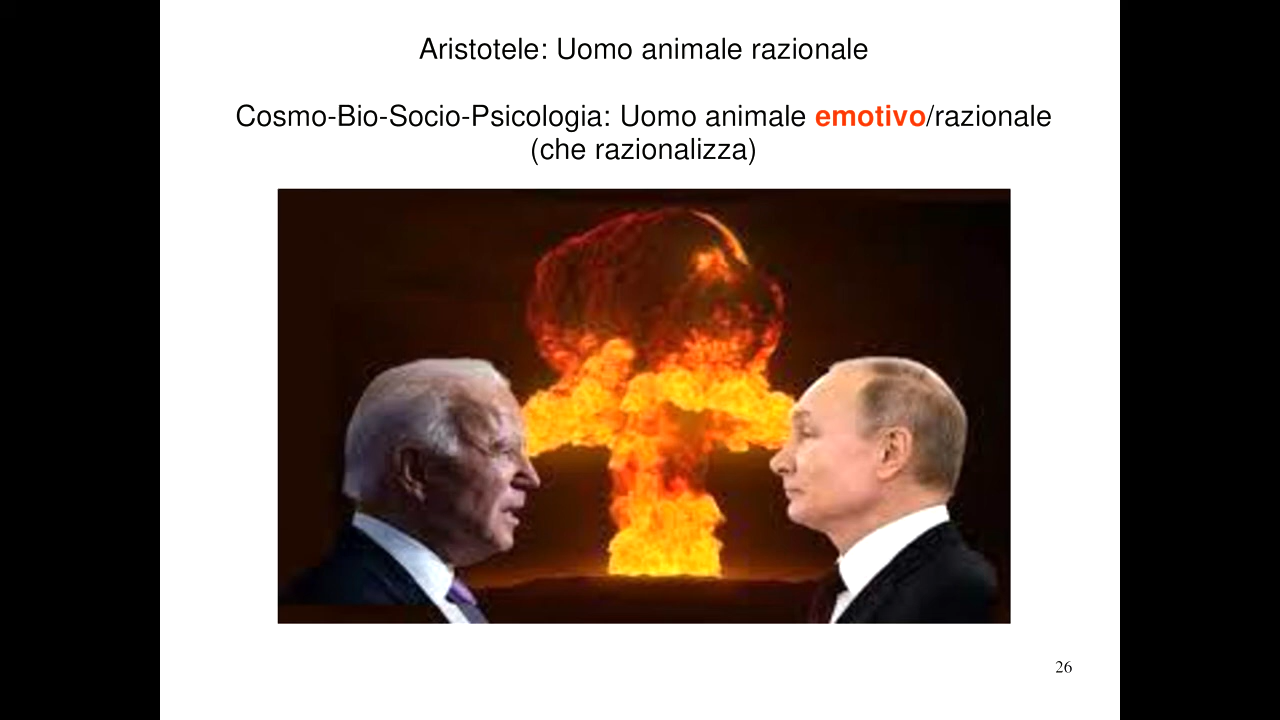 Aristotele: Uomo animale razionale
Cosmo-Bio-Socio-Psicologia: Uomo animale emotivo/razionale
(che razionalizza)
26